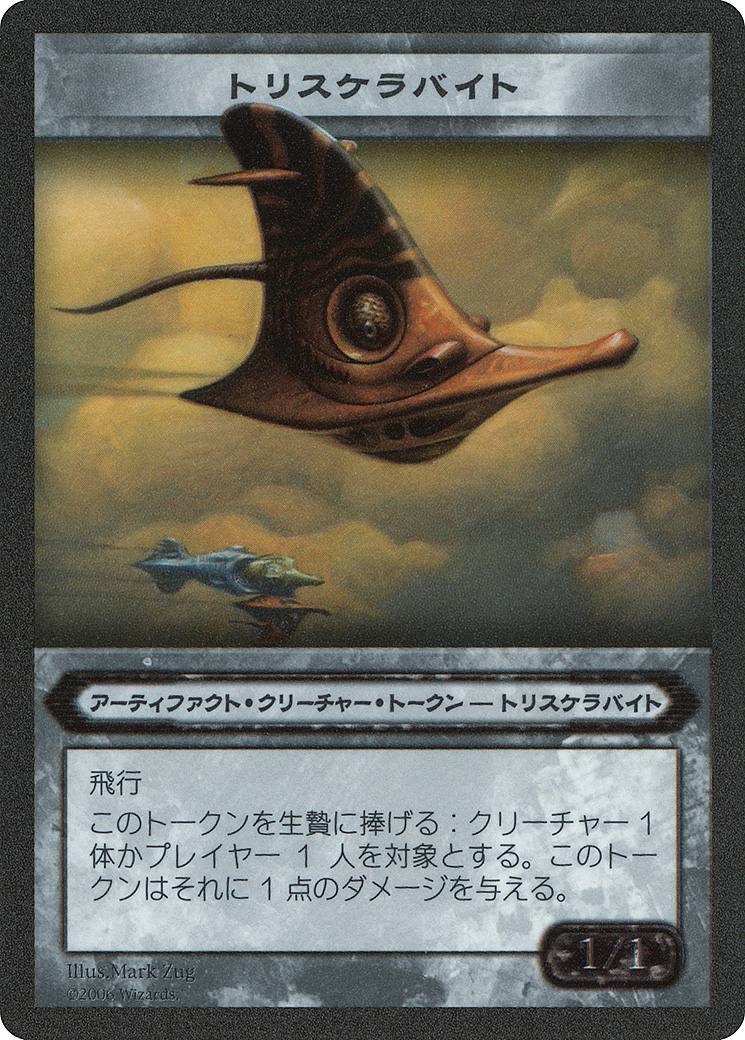 トリスケラバイト
アーティファクト・クリーチャー・トークン ― トリスケラバイト
飛行
このトークンを生贄に捧げる：クリーチャー 1
体かプレイヤー 1 人を対象とする。このトー
クンはそれに 1 点のダメージを与える。
1/1
Illus.Mark Zug
©2006 Wizards.